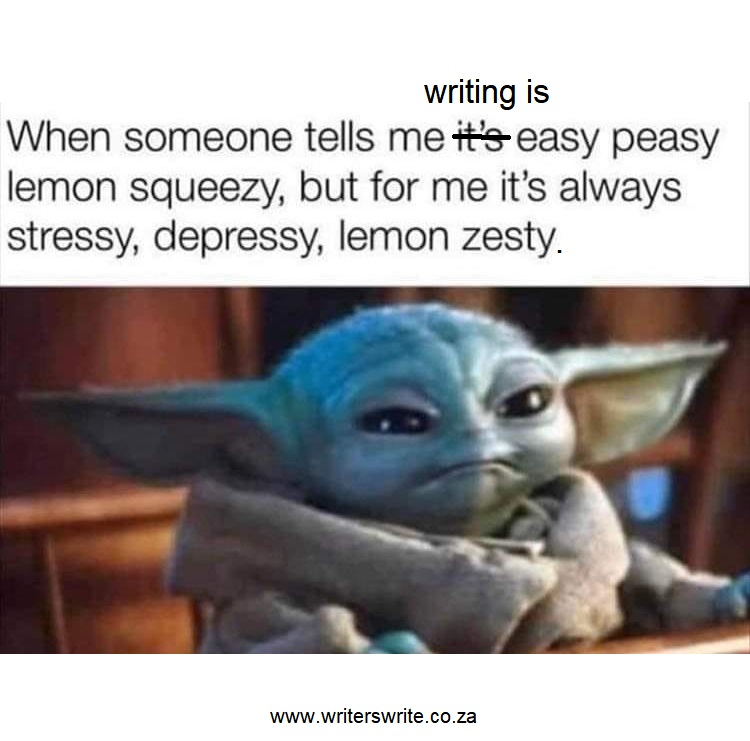 writing is
When someone tells me it's easy peasy
lemon squeezy, but for me it's always
stressy, depressy, lemon zesty.
www.writerswrite.co.za